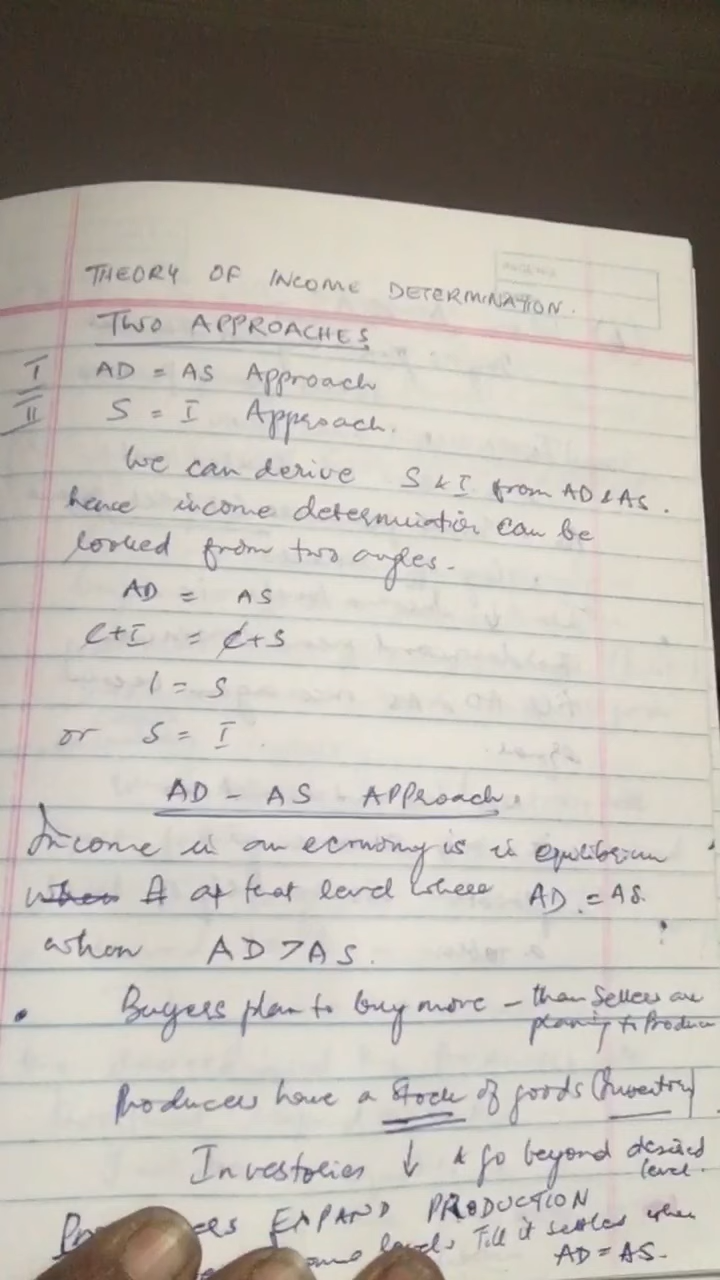 THEORY OF INCOME DETERMINATION.
TWO APPROACHES
I AD = AS Approach
II S = I Approach.
We can derive S & I from AD & AS.
hence income determination can be
looked from two angles.
AD = AS
C+I = C+S
I = S
or S = I.
AD - AS APProach.
Income in an economy is in equilibrium
when A at that level where AD = AS.
when AD > AS.
Buyers plan to buy more - than Sellers are
planing to Produce
Producers have a Stock of goods (Inventory)
Inventories ↓ & go beyond desired
level.
EXPAND PRODUCTION
levels Till it settles when
AD = AS.